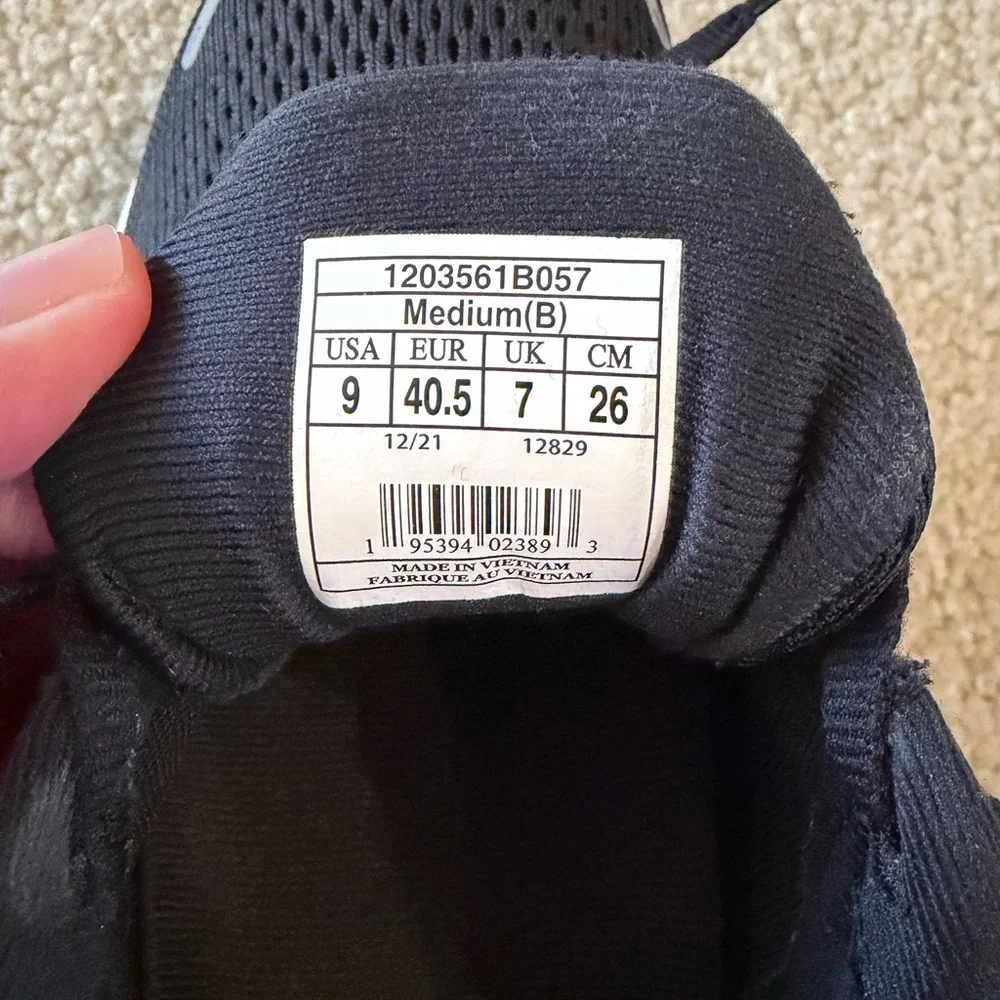 1203561B057
Medium(B)
USA EUR UK CM
9 40.5 7 26
12/21 12829
1 95394 02389 3
MADE IN VIETNAM
FABRIQUE AU VIETNAM